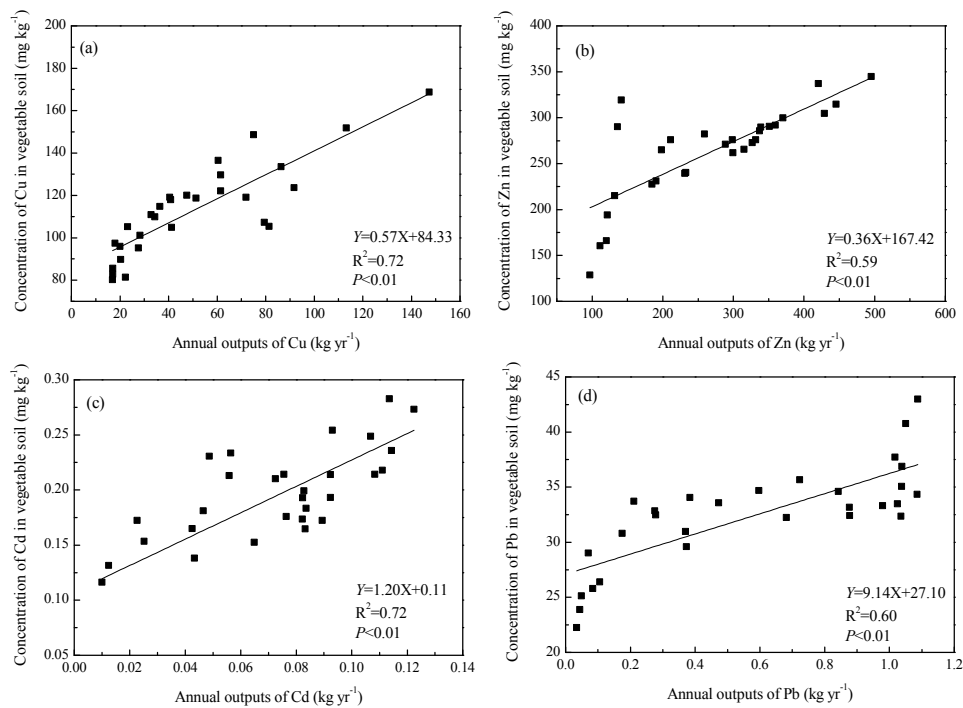 (a)
Concentration of Cu in vegetable soil (mg kg⁻¹)
200
180
160
140
120
100
80
60
Y=0.57X+84.33
R²=0.72
P<0.01
0 20 40 60 80 100 120 140 160
Annual outputs of Cu (kg yr⁻¹)
(b)
Concentration of Zn in vegetable soil (mg kg⁻¹)
400
350
300
250
200
150
100
Y=0.36X+167.42
R²=0.59
P<0.01
100 200 300 400 500 600
Annual outputs of Zn (kg yr⁻¹)
(c)
Concentration of Cd in vegetable soil (mg kg⁻¹)
0.30
0.25
0.20
0.15
0.10
0.05
Y=1.20X+0.11
R²=0.72
P<0.01
0.00 0.02 0.04 0.06 0.08 0.10 0.12 0.14
Annual outputs of Cd (kg yr⁻¹)
(d)
Concentration of Pb in vegetable soil (mg kg⁻¹)
45
40
35
30
25
20
Y=9.14X+27.10
R²=0.60
P<0.01
0.0 0.2 0.4 0.6 0.8 1.0 1.2
Annual outputs of Pb (kg yr⁻¹)